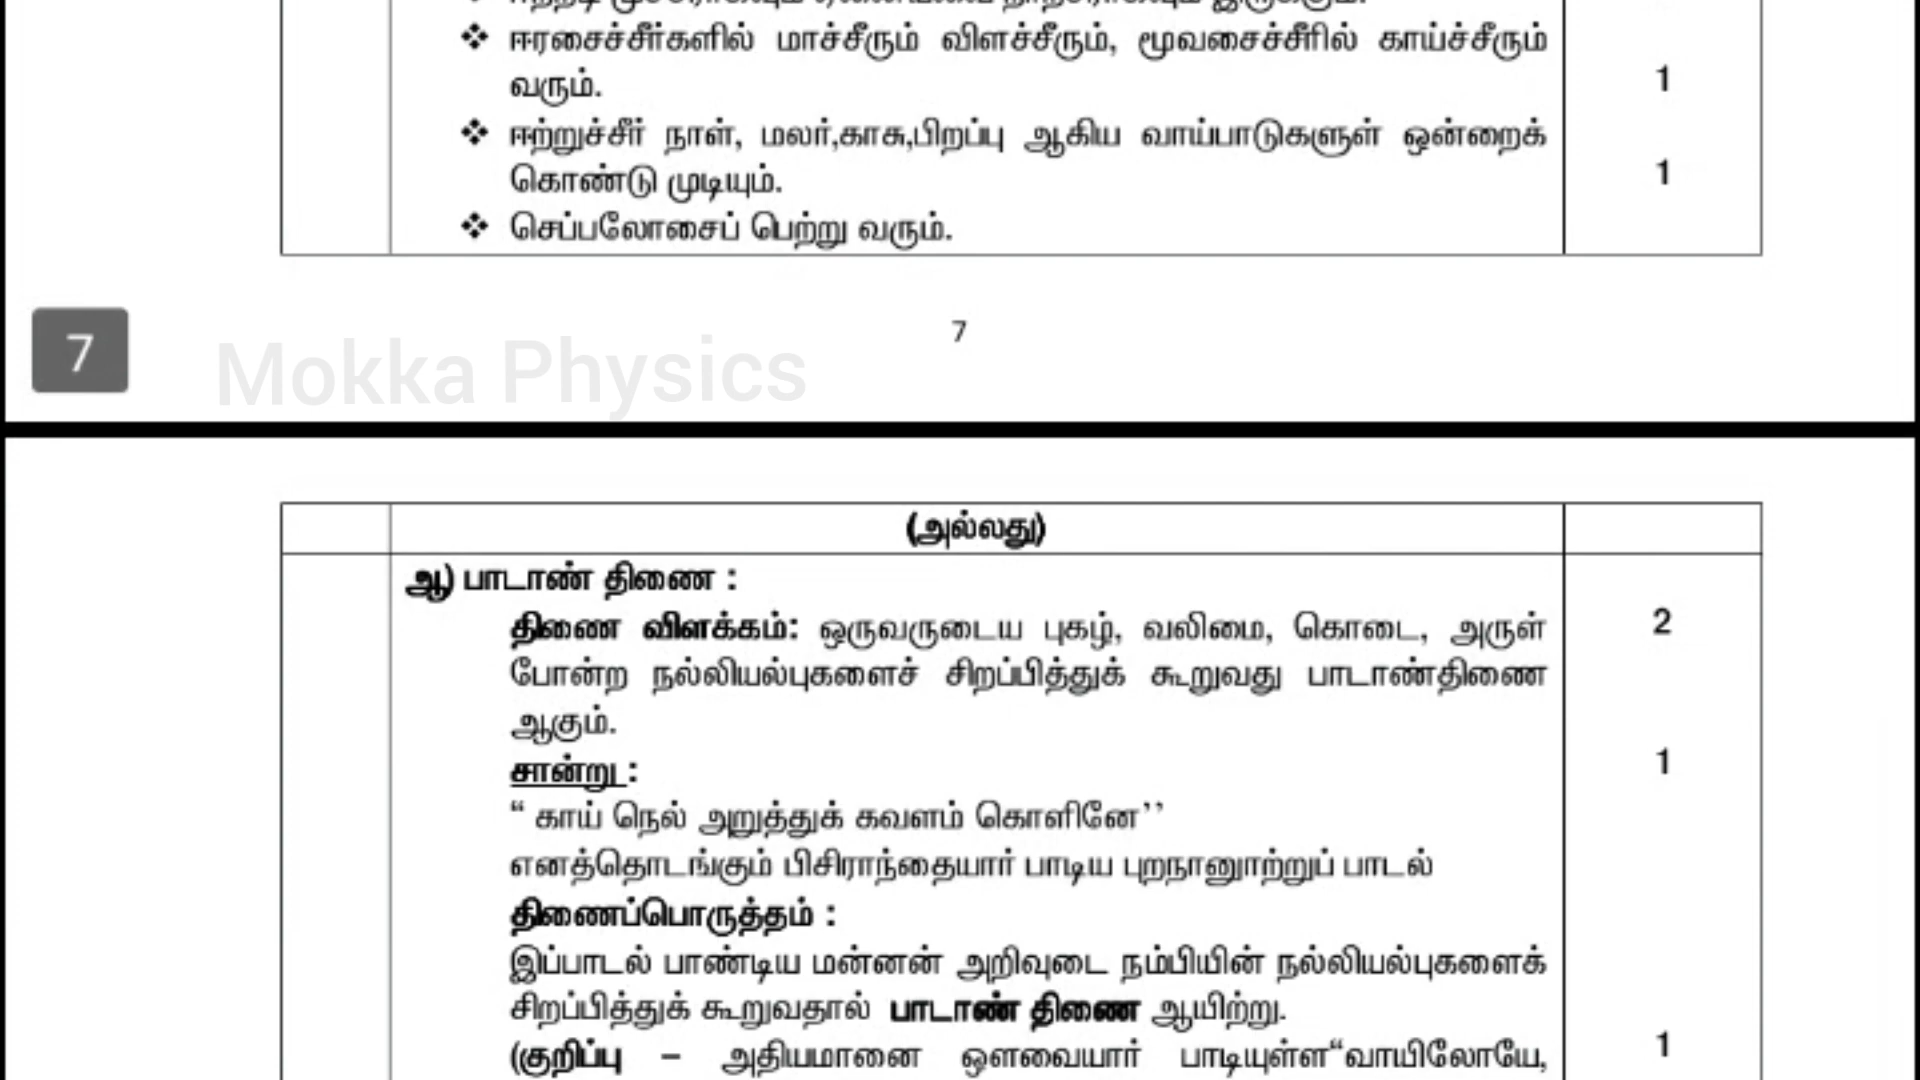 ❖ ஈரசைச்சீர்களில் மாச்சீரும் விளச்சீரும், மூவசைச்சீரில் காய்ச்சீரும்
வரும்.
1
❖ ஈற்றுச்சீர் நாள், மலர்,காசு,பிறப்பு ஆகிய வாய்பாடுகளுள் ஒன்றைக்
கொண்டு முடியும்.
1
❖ செப்பலோசைப் பெற்று வரும்.
7
7
Mokka Physics
(அல்லது)
ஆ) பாடாண் திணை :
திணை விளக்கம்: ஒருவருடைய புகழ், வலிமை, கொடை, அருள்
2
போன்ற நல்லியல்புகளைச் சிறப்பித்துக் கூறுவது பாடாண்திணை
ஆகும்.
சான்று :
1
“ காய் நெல் அறுத்துக் கவளம் கொளினே’’
எனத்தொடங்கும் பிசிராந்தையார் பாடிய புறநானூற்றுப் பாடல்
திணைப்பொருத்தம் :
இப்பாடல் பாண்டிய மன்னன் அறிவுடை நம்பியின் நல்லியல்புகளைக்
சிறப்பித்துக் கூறுவதால் பாடாண் திணை ஆயிற்று.
(குறிப்பு – அதியமானை ஔவையார் பாடியுள்ள“வாயிலோயே,
1